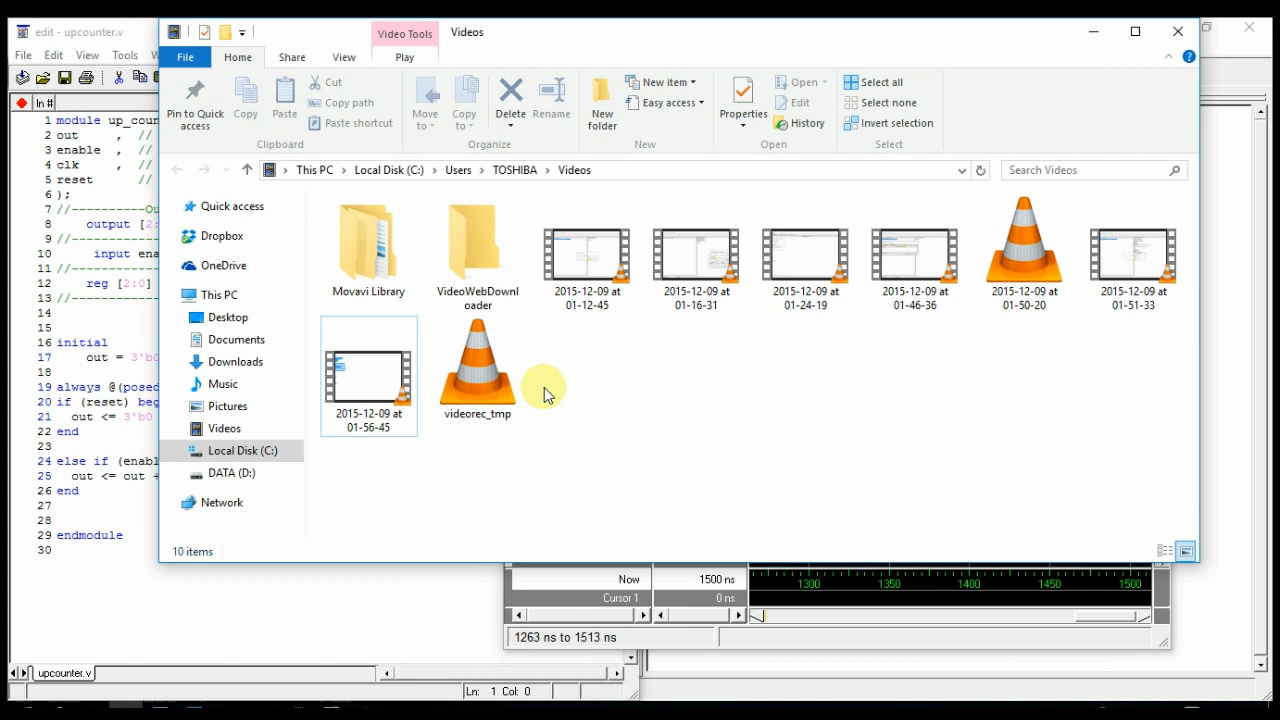 edit - upcounter.v
File Edit View Tools
ln #
1 module up_coun
2 out , //
3 enable , //
4 clk , //
5 reset //
6 );
7 //----------Ou
8 output [2:
9 //------------
10 input ena
11 //------------
12 reg [2:0]
13 //------------
14
15
16 initial
17 out = 3'b0
18
19 always @(posed
20 if (reset) beg
21 out <= 3'b0
22 end
23
24 else if (enabl
25 out <= out +
26 end
27
28
29 endmodule
30
upcounter.v
Ln: 1 Col: 0
Video Tools Videos
File Home Share View Play
Pin to Quick access
Copy
Paste
Cut
Copy path
Paste shortcut
Clipboard
Move to
Copy to
Delete
Rename
Organize
New folder
New item
Easy access
New
Properties
Open
Edit
History
Open
Select all
Select none
Invert selection
Select
This PC > Local Disk (C:) > Users > TOSHIBA > Videos
Search Videos
Quick access
Dropbox
OneDrive
This PC
Desktop
Documents
Downloads
Music
Pictures
Videos
Local Disk (C:)
DATA (D:)
Network
Movavi Library
VideoWebDownl
oader
2015-12-09 at
01-12-45
2015-12-09 at
01-16-31
2015-12-09 at
01-24-19
2015-12-09 at
01-46-36
2015-12-09 at
01-50-20
2015-12-09 at
01-51-33
2015-12-09 at
01-56-45
videorec_tmp
10 items
Now 1500 ns
Cursor 1 0 ns
1300 1350 1400 1450 1500
1263 ns to 1513 ns